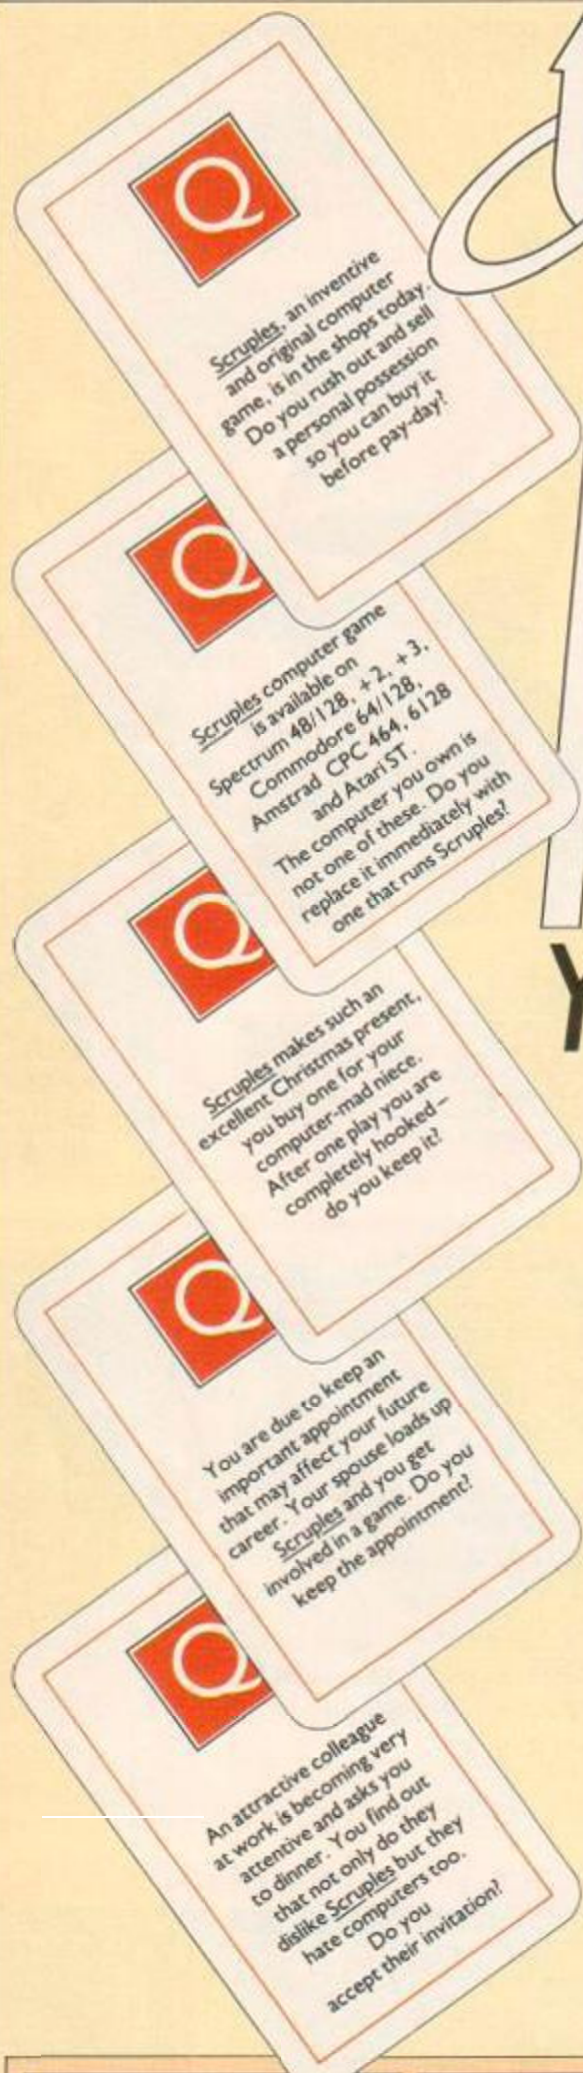 Q
Scruples, an inventive
and original computer
game, is in the shops today.
Do you rush out and sell
a personal possession
so you can buy it
before pay-day?
Q
Scruples computer game
is available on
Spectrum 48/128, +2, +3,
Commodore 64/128,
Amstrad CPC 464, 6128
and Atari ST.
The computer you own is
not one of these. Do you
replace it immediately with
one that runs Scruples?
Q
Scruples makes such an
excellent Christmas present,
you buy one for your
computer-mad niece.
After one play you are
completely hooked –
do you keep it?
Q
You are due to keep an
important appointment
that may affect your future
career. Your spouse loads up
Scruples and you get
involved in a game. Do you
keep the appointment?
Q
An attractive colleague
at work is becoming very
attentive and asks you
to dinner. You find out
that not only do they
dislike Scruples but they
hate computers too.
Do you
accept their invitation?
Y